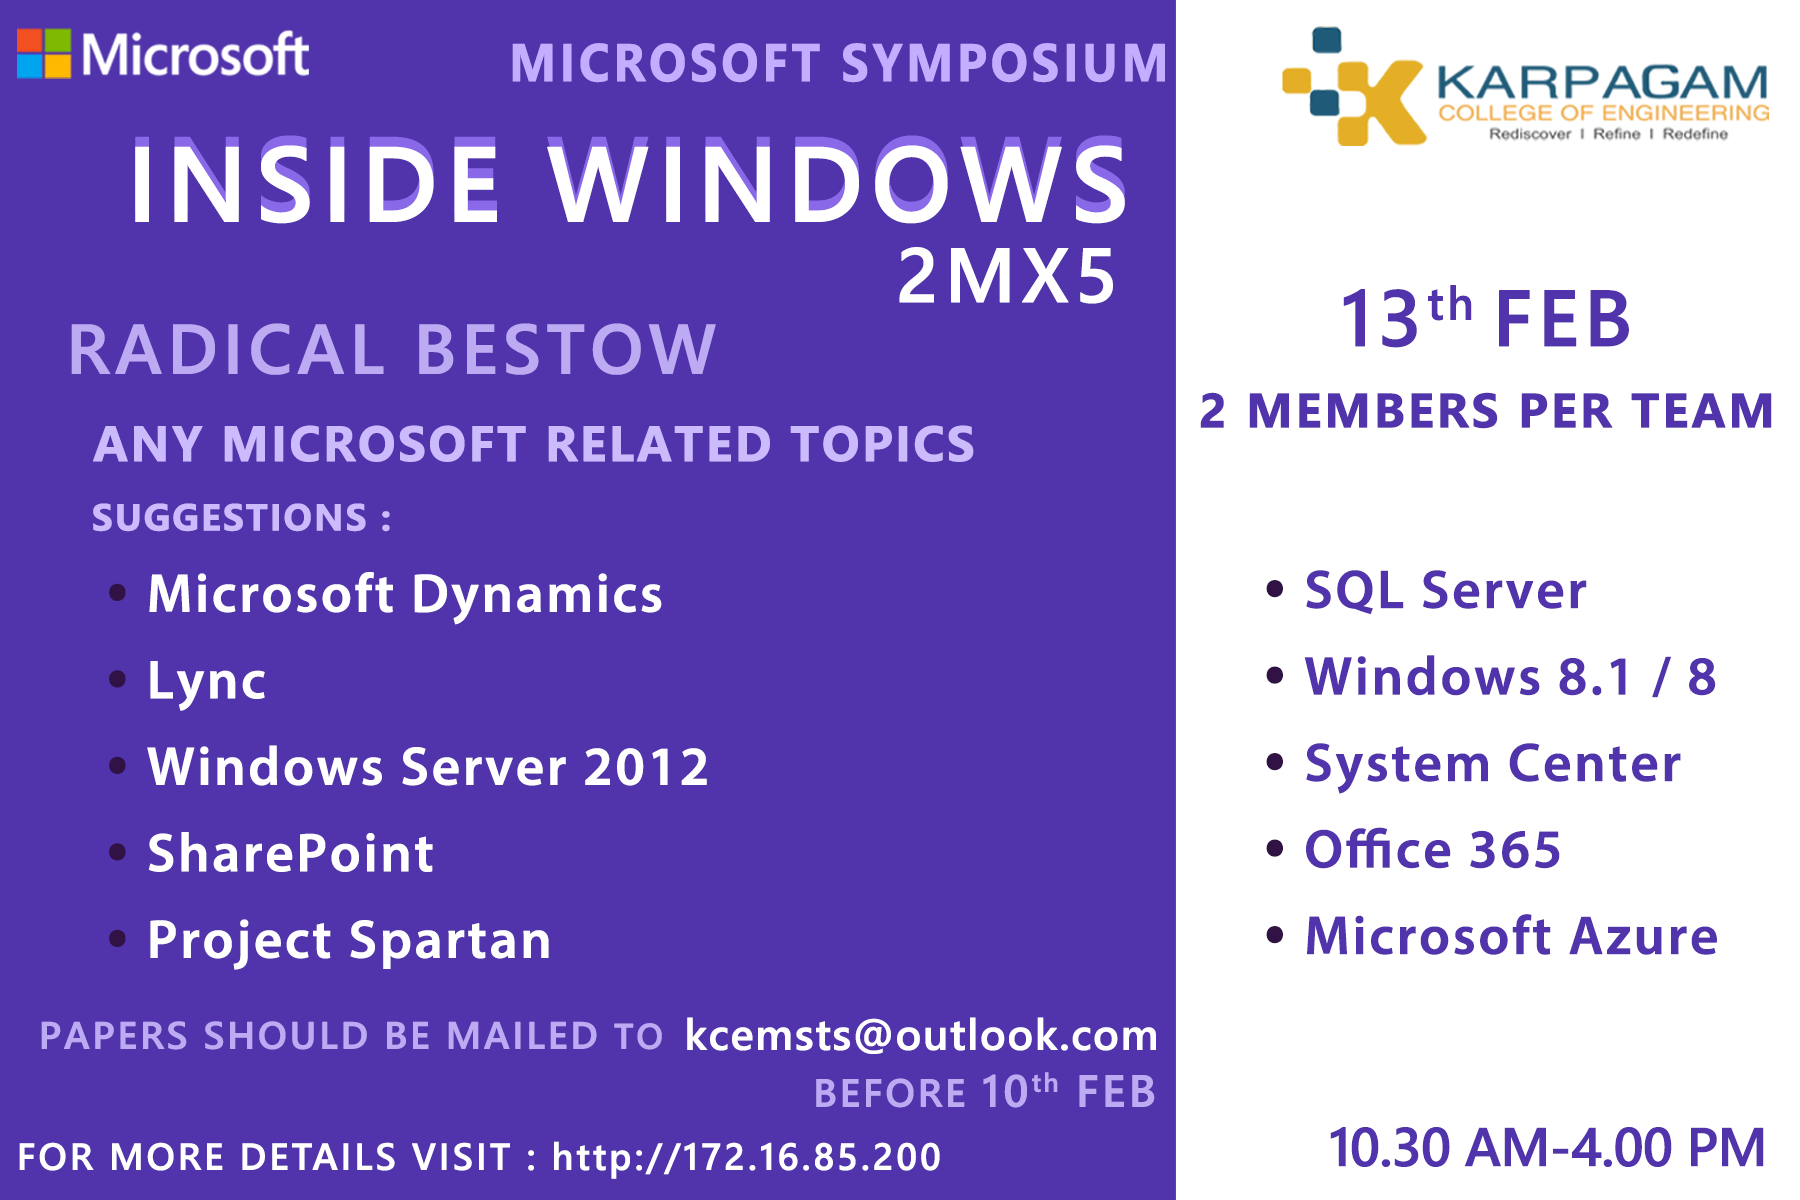 Microsoft
MICROSOFT SYMPOSIUM
INSIDE WINDOWS
2MX5
RADICAL BESTOW
ANY MICROSOFT RELATED TOPICS
SUGGESTIONS :
• Microsoft Dynamics
• Lync
• Windows Server 2012
• SharePoint
• Project Spartan
PAPERS SHOULD BE MAILED TO kcemsts@outlook.com
BEFORE 10th FEB
FOR MORE DETAILS VISIT : http://172.16.85.200
KARPAGAM
COLLEGE OF ENGINEERING
Rediscover I Refine I Redefine
13th FEB
2 MEMBERS PER TEAM
• SQL Server
• Windows 8.1 / 8
• System Center
• Office 365
• Microsoft Azure
10.30 AM-4.00 PM